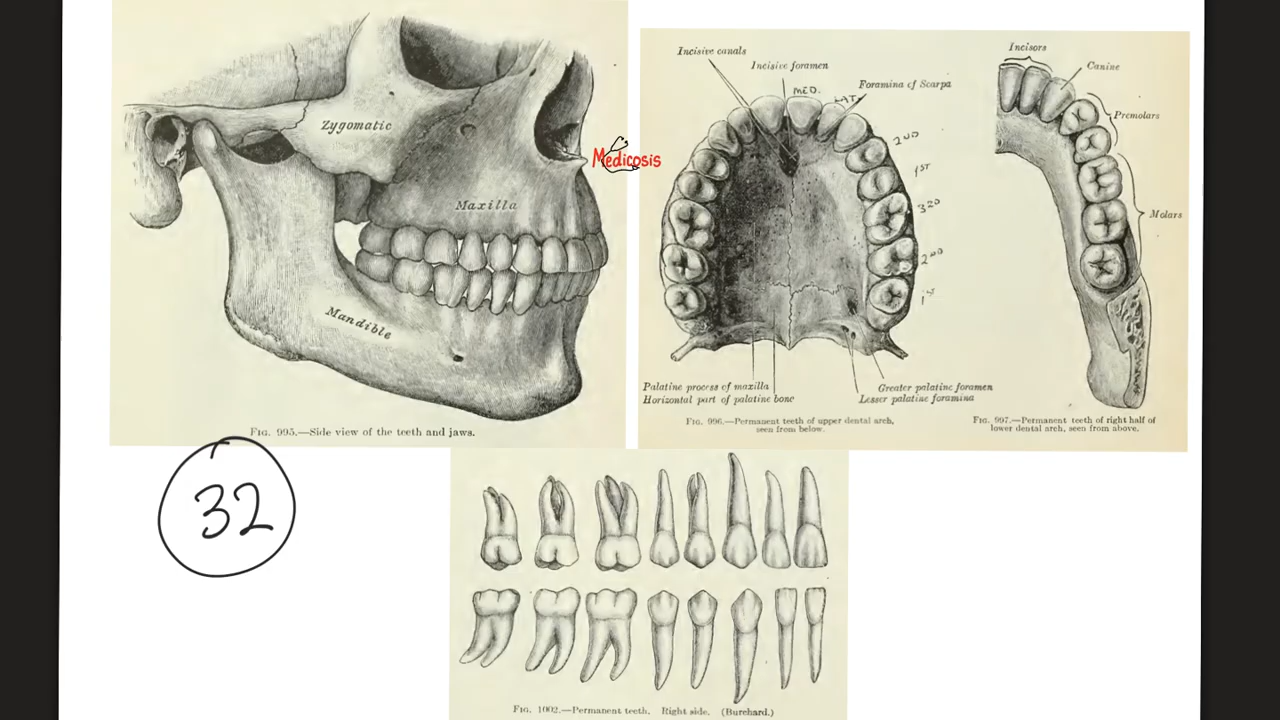 Zygomatic
Maxilla
Mandible
FIG. 995.—Side view of the teeth and jaws.
Medicosis
Incisive canals
Incisive foramen
Foramina of Scarpa
MED.
LAT.
2ND
1ST
3RD
2ND
1ST
Palatine process of maxilla
Horizontal part of palatine bone
Greater palatine foramen
Lesser palatine foramina
FIG. 996.—Permanent teeth of upper dental arch,
seen from below.
Incisors
Canine
Premolars
Molars
FIG. 997.—Permanent teeth of right half of
lower dental arch, seen from above.
32
FIG. 1002.—Permanent teeth. Right side. (Burchard.)